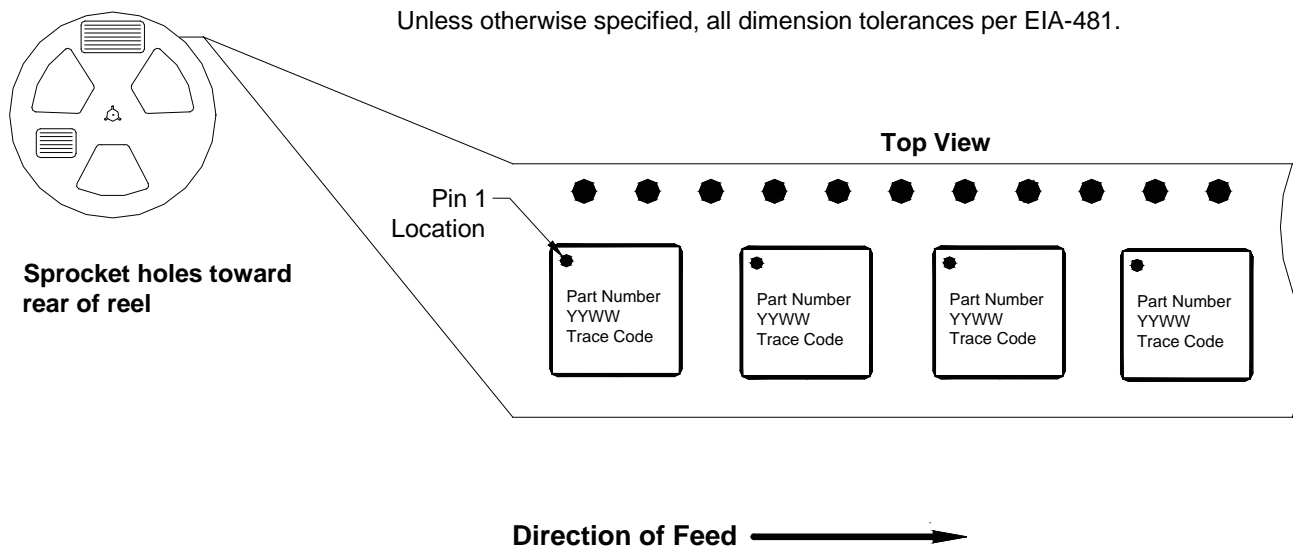 Unless otherwise specified, all dimension tolerances per EIA-481.
Top View
Pin 1
Location
Sprocket holes toward
rear of reel
Part Number
YYWW
Trace Code
Part Number
YYWW
Trace Code
Part Number
YYWW
Trace Code
Part Number
YYWW
Trace Code
Direction of Feed